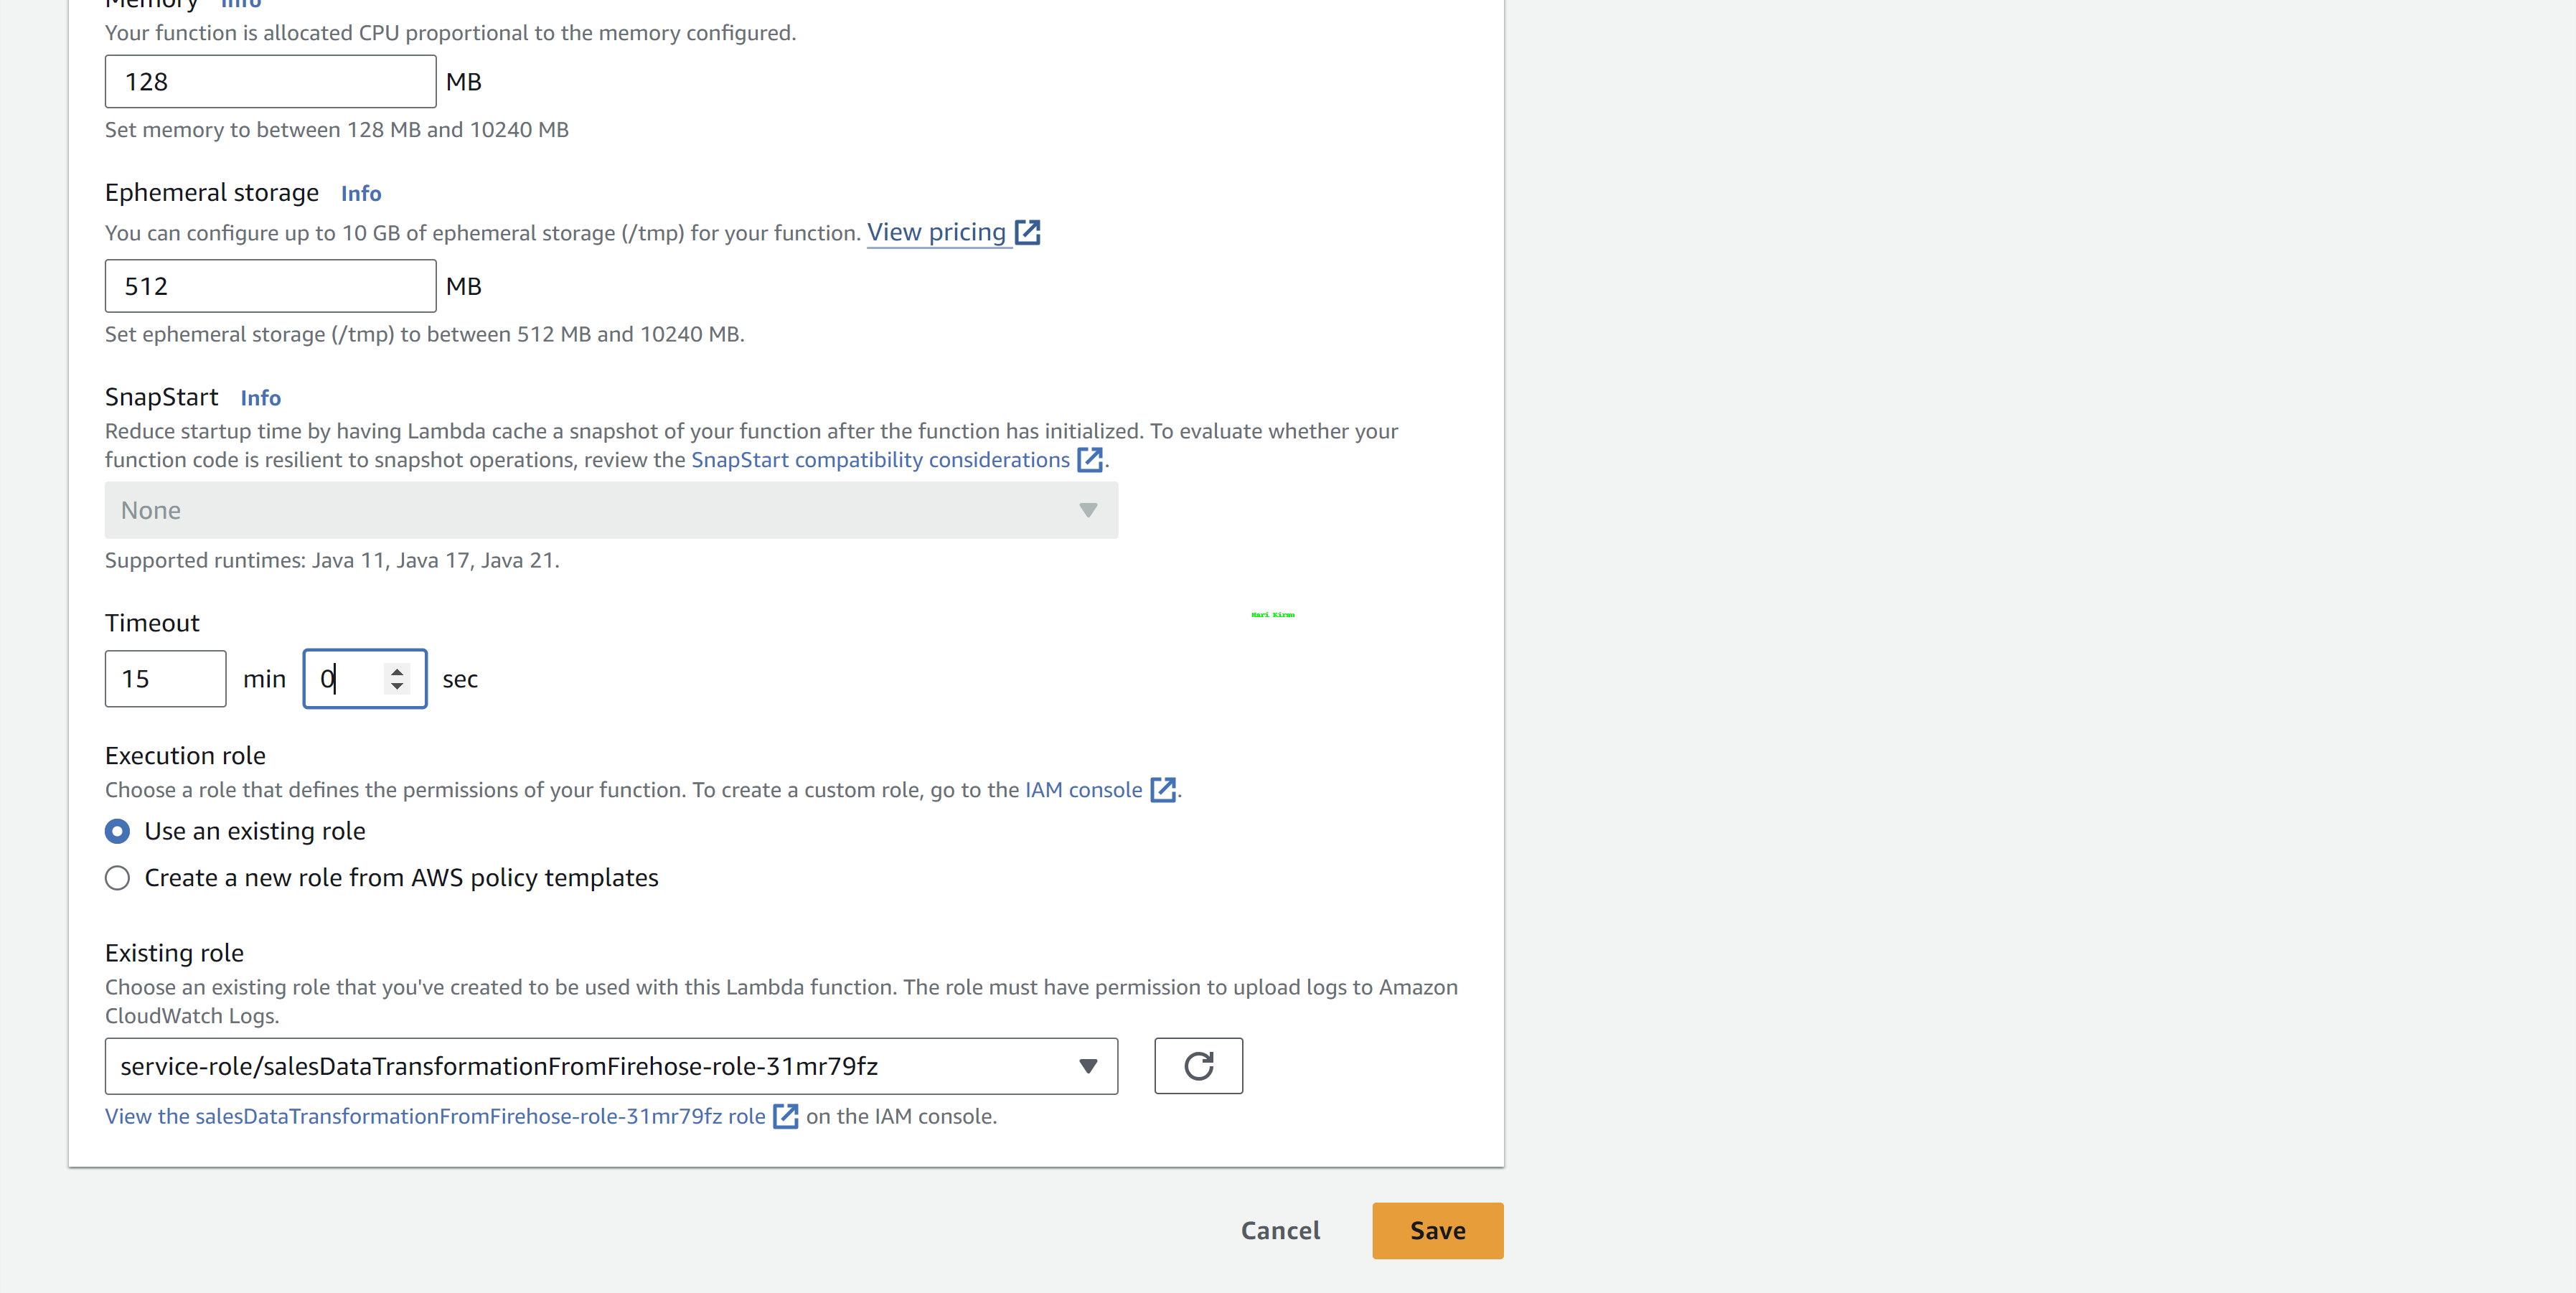 Memory Info
Your function is allocated CPU proportional to the memory configured.
128 MB
Set memory to between 128 MB and 10240 MB
Ephemeral storage Info
You can configure up to 10 GB of ephemeral storage (/tmp) for your function. View pricing
512 MB
Set ephemeral storage (/tmp) to between 512 MB and 10240 MB.
SnapStart Info
Reduce startup time by having Lambda cache a snapshot of your function after the function has initialized. To evaluate whether your
function code is resilient to snapshot operations, review the SnapStart compatibility considerations .
None
Supported runtimes: Java 11, Java 17, Java 21.
Hari Kiran
Timeout
15 min 0 sec
Execution role
Choose a role that defines the permissions of your function. To create a custom role, go to the IAM console .
Use an existing role
Create a new role from AWS policy templates
Existing role
Choose an existing role that you've created to be used with this Lambda function. The role must have permission to upload logs to Amazon
CloudWatch Logs.
service-role/salesDataTransformationFromFirehose-role-31mr79fz
View the salesDataTransformationFromFirehose-role-31mr79fz role on the IAM console.
Cancel Save